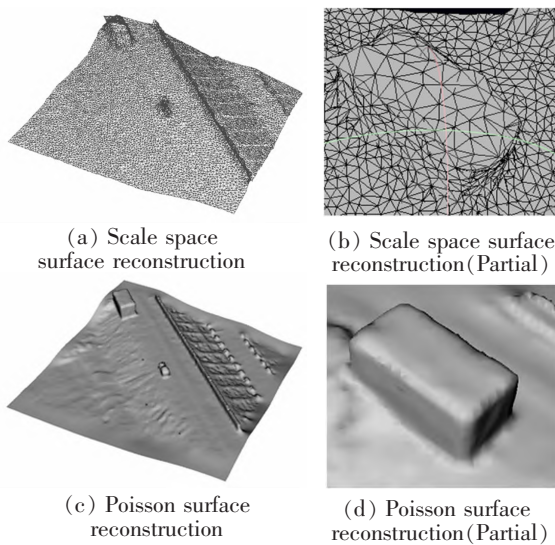 (a) Scale space
surface reconstruction
(b) Scale space surface
reconstruction(Partial)
(c) Poisson surface
reconstruction
(d) Poisson surface
reconstruction(Partial)